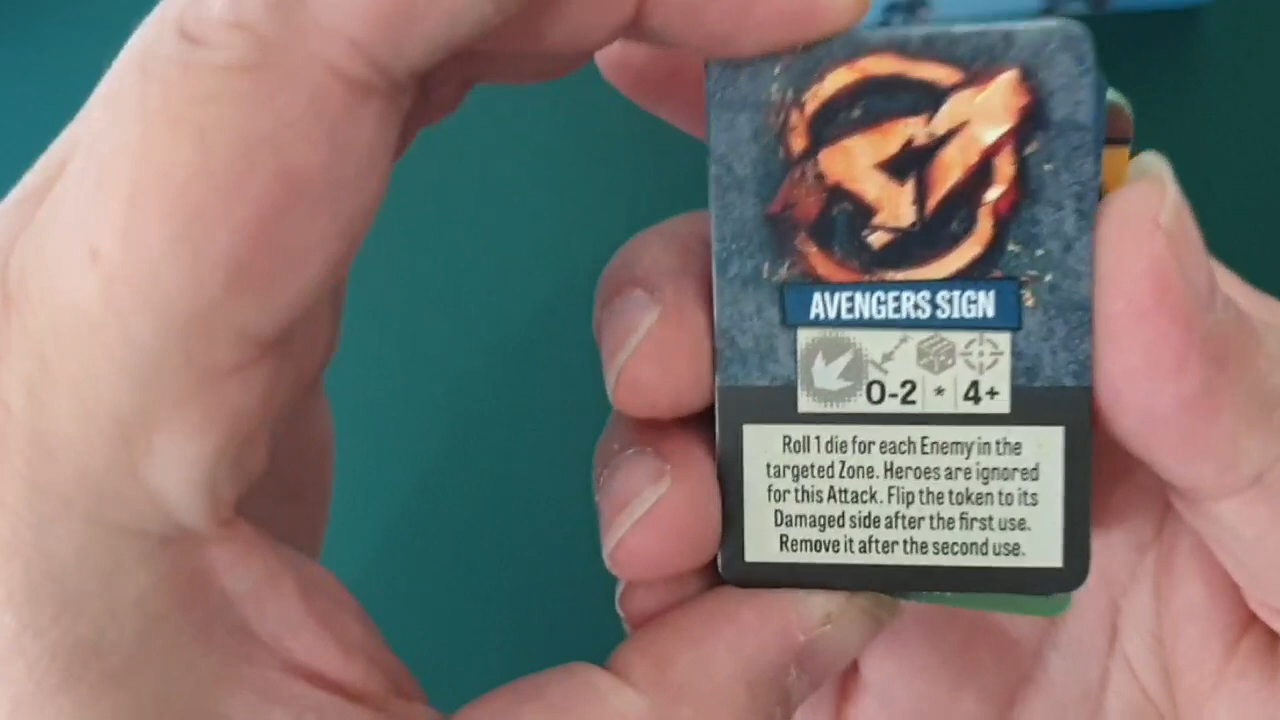 AVENGERS SIGN
0-2 * 4+
Roll 1 die for each Enemy in the
targeted Zone. Heroes are ignored
for this Attack. Flip the token to its
Damaged side after the first use.
Remove it after the second use.